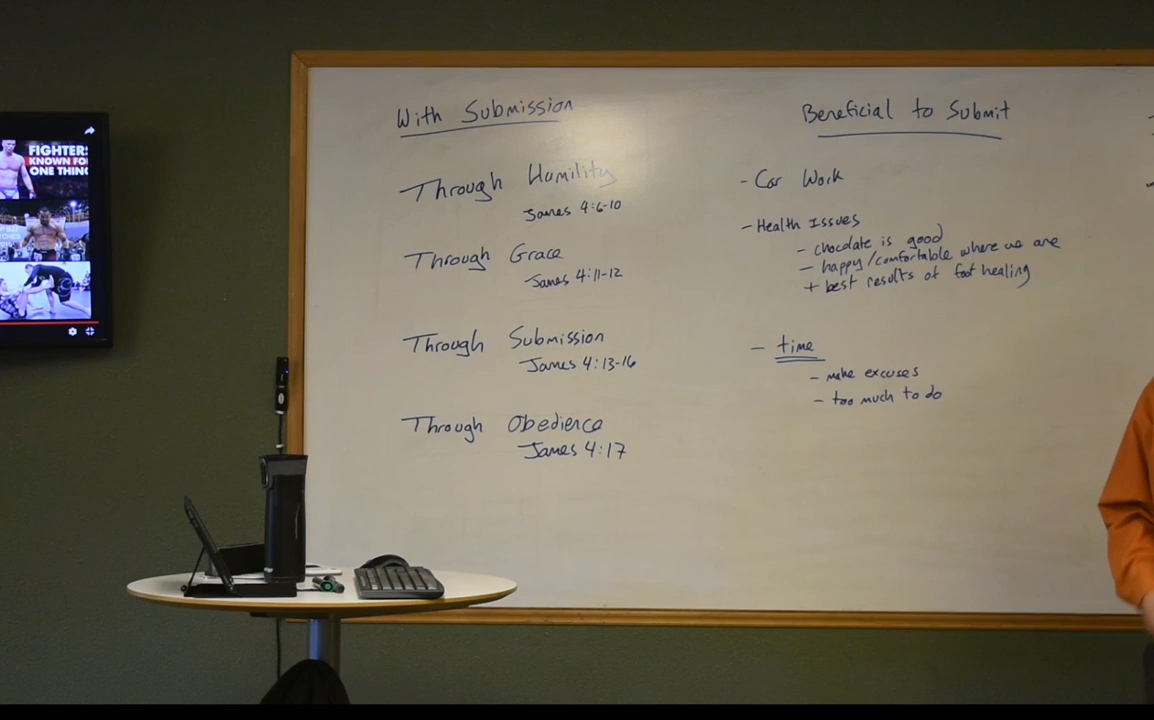 FIGHTERS
KNOWN FO
ONE THING
With Submission
Through Humility
James 4:6-10
Through Grace
James 4:11-12
Through Submission
James 4:13-16
Through Obedience
James 4:17
Beneficial to Submit
- Car Work
- Health Issues
- chocolate is good
- happy/comfortable where we are
+ best results of foot healing
- time
- make excuses
- too much to do